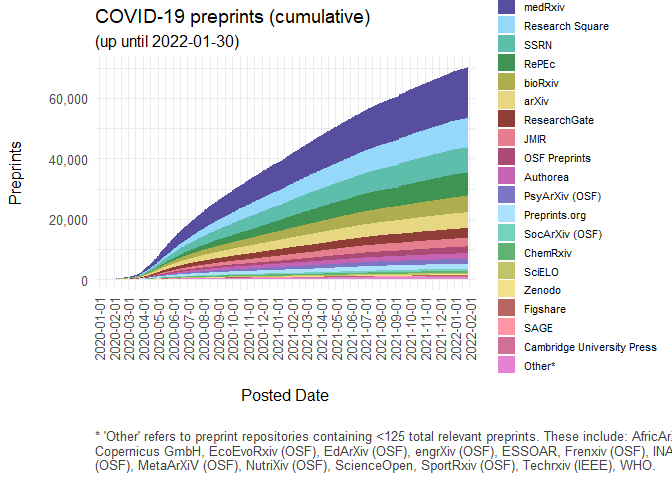 COVID-19 preprints (cumulative)
(up until 2022-01-30)
Preprints
60,000
40,000
20,000
0
2020-01-01
2020-02-01
2020-03-01
2020-04-01
2020-05-01
2020-06-01
2020-07-01
2020-08-01
2020-09-01
2020-10-01
2020-11-01
2020-12-01
2021-01-01
2021-02-01
2021-03-01
2021-04-01
2021-05-01
2021-06-01
2021-07-01
2021-08-01
2021-09-01
2021-10-01
2021-11-01
2021-12-01
2022-01-01
2022-02-01
Posted Date
medRxiv
Research Square
SSRN
RePEc
bioRxiv
arXiv
ResearchGate
JMIR
OSF Preprints
Authorea
PsyArXiv (OSF)
Preprints.org
SocArXiv (OSF)
ChemRxiv
SciELO
Zenodo
Figshare
SAGE
Cambridge University Press
Other*
* 'Other' refers to preprint repositories containing <125 total relevant preprints. These include: AfricAr
Copernicus GmbH, EcoEvoRxiv (OSF), EdArXiv (OSF), engrXiv (OSF), ESSOAR, Frenxiv (OSF), INA
(OSF), MetaArXiV (OSF), NutriXiv (OSF), ScienceOpen, SportRxiv (OSF), Techrxiv (IEEE), WHO.